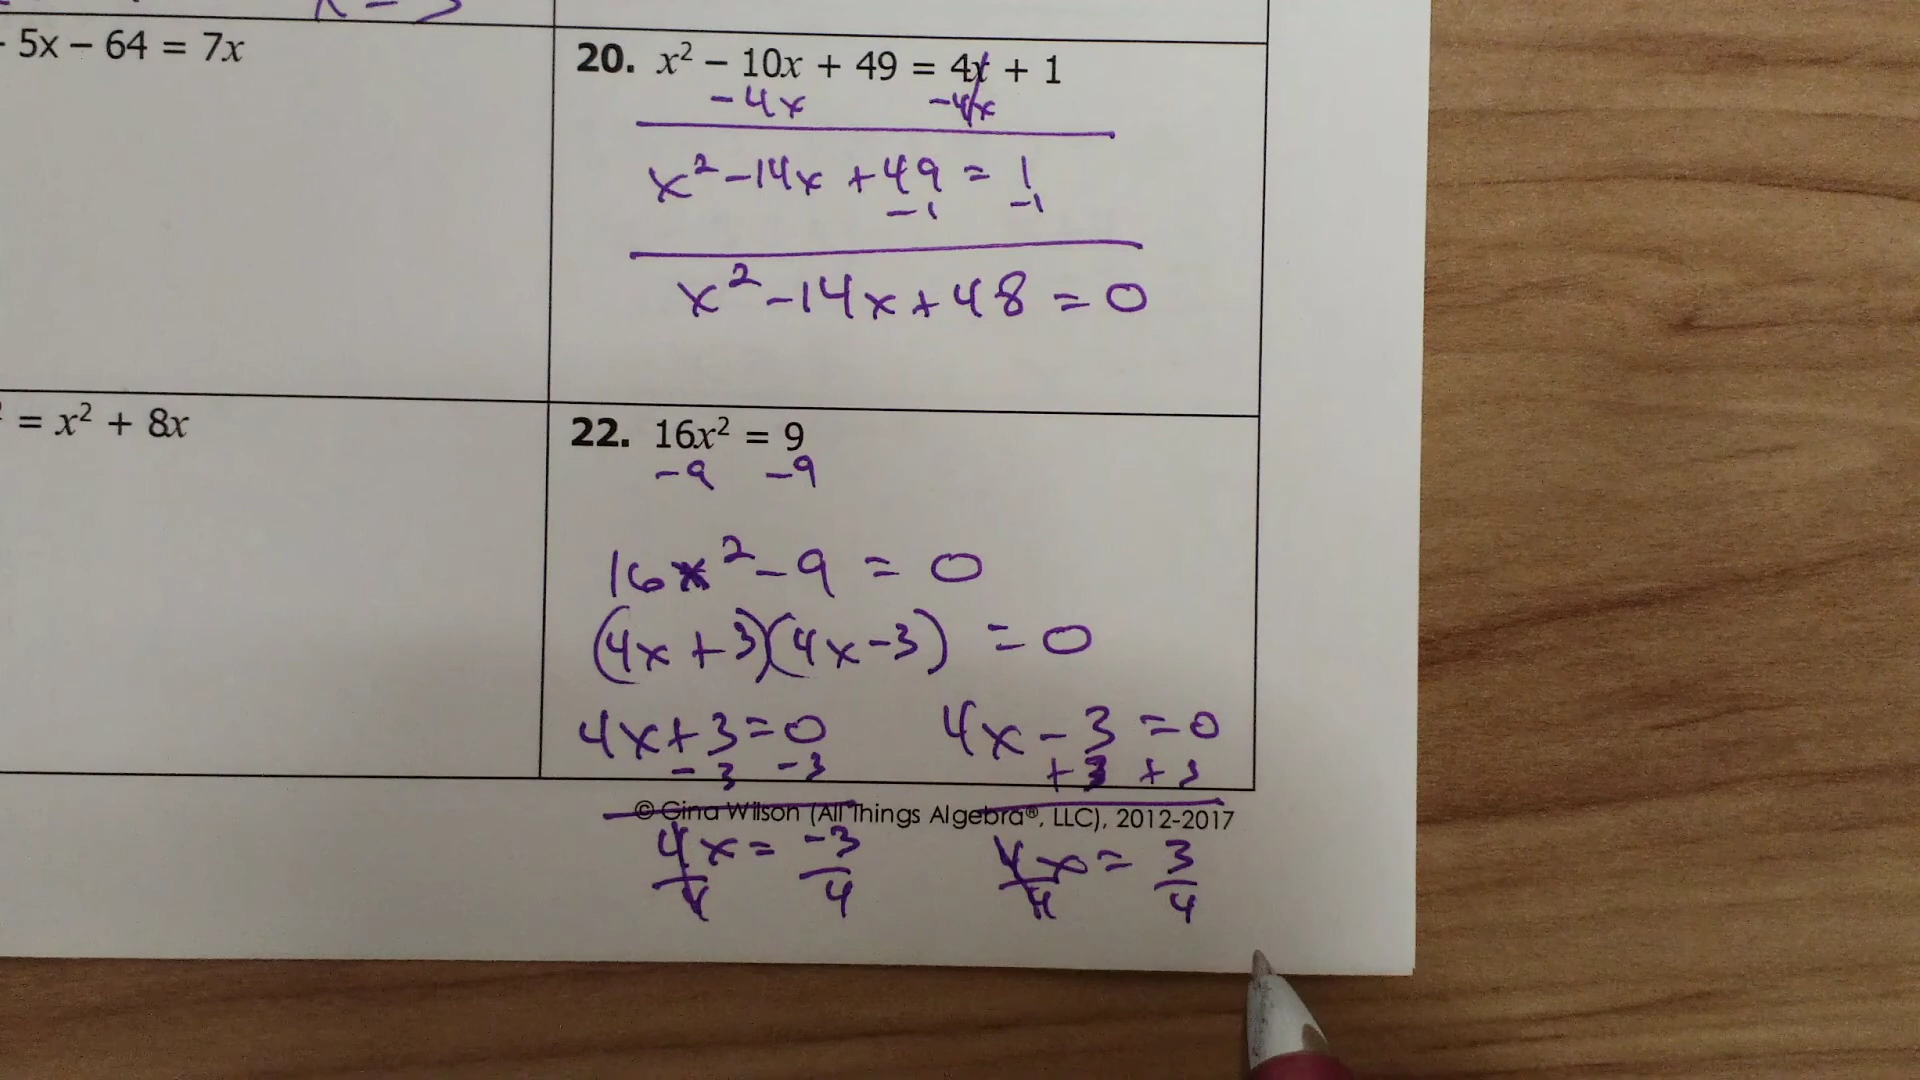 5x – 64 = 7x
20. x² – 10x + 49 = 4x + 1
-4x -4x
x² -14x +49 = 1
-1 -1
x² -14x + 48 = 0
= x² + 8x
22. 16x² = 9
-9 -9
16x² - 9 = 0
(4x + 3)(4x - 3) = 0
4x + 3 = 0 4x - 3 = 0
- 3 - 3 + 3 + 3
© Gina Wilson (All Things Algebra®, LLC), 2012-2017
4x = -3 4x = 3
4 4 4 4